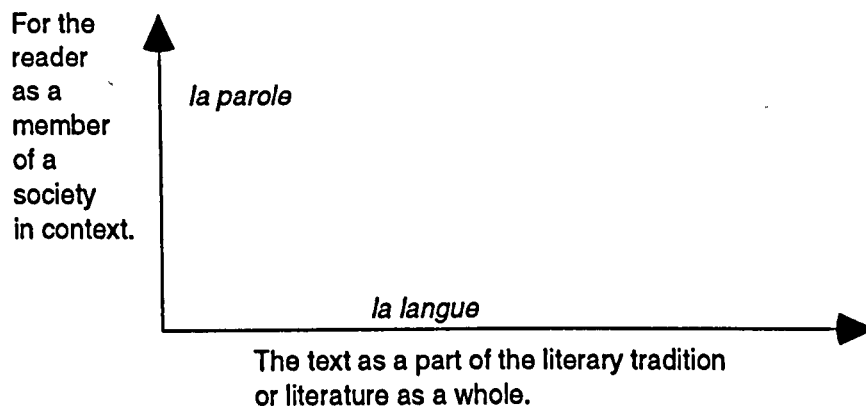 For the
reader
as a
member
of a
society
in context.
la parole
la langue
The text as a part of the literary tradition
or literature as a whole.